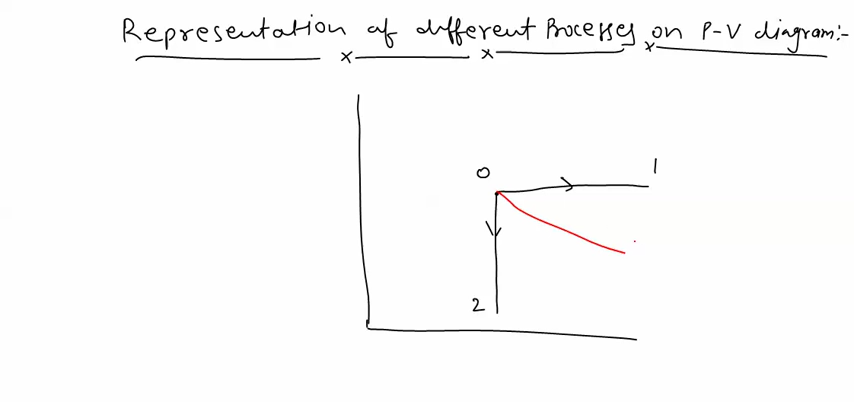 Representation of different Processes on P-V diagram:-
0
1
2